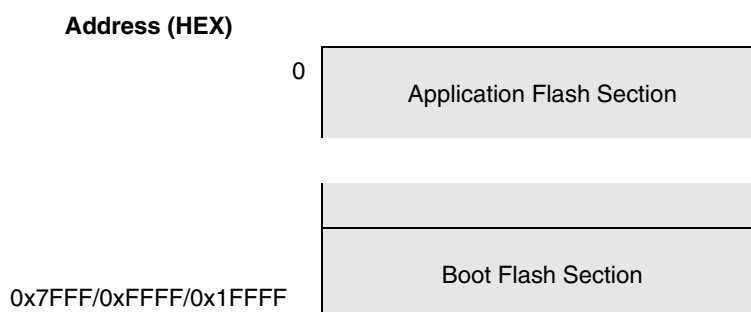 Address (HEX)
0
Application Flash Section
Boot Flash Section
0x7FFF/0xFFFF/0x1FFFF